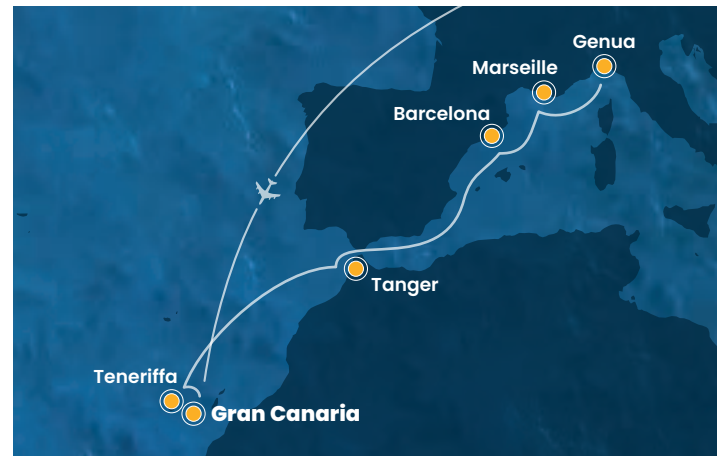 Genua
Marseille
Barcelona
Tanger
Teneriffa
Gran Canaria